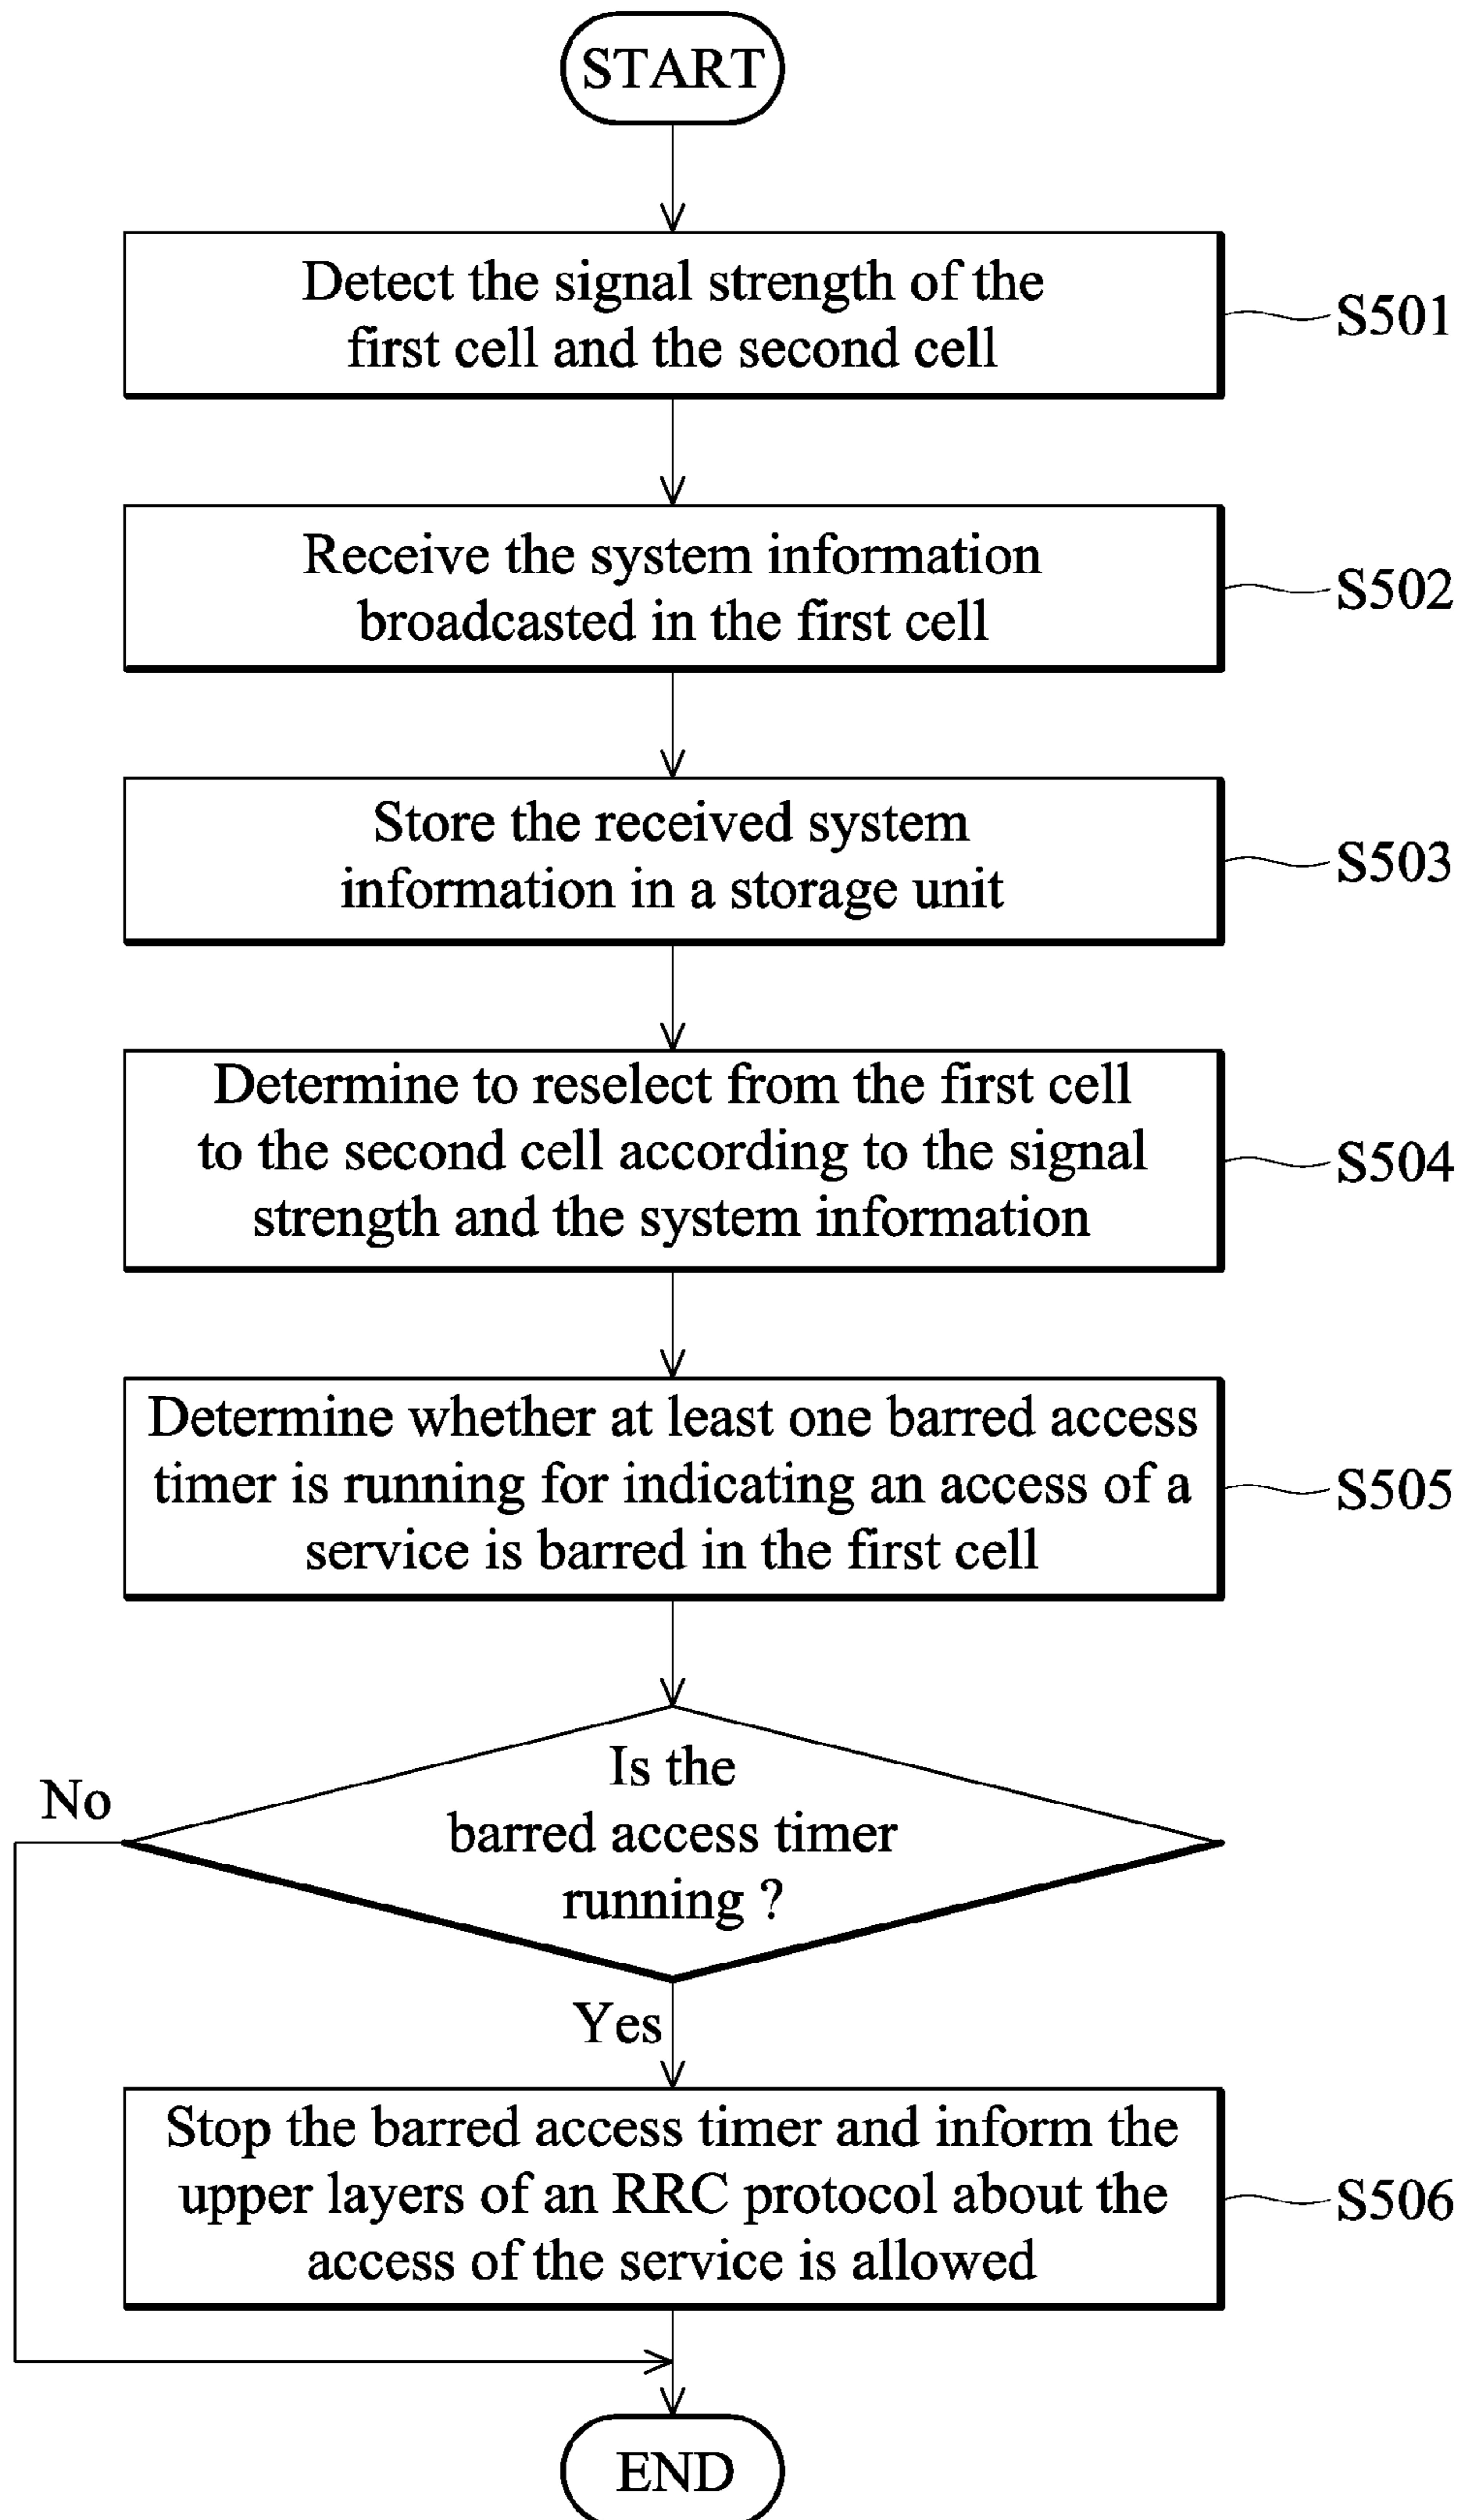 START
Detect the signal strength of the
first cell and the second cell
S501
Receive the system information
broadcasted in the first cell
S502
Store the received system
information in a storage unit
S503
Determine to reselect from the first cell
to the second cell according to the signal
strength and the system information
S504
Determine whether at least one barred access
timer is running for indicating an access of a
service is barred in the first cell
S505
Is the
barred access timer
running ?
No
Yes
Stop the barred access timer and inform the
upper layers of an RRC protocol about the
access of the service is allowed
S506
END